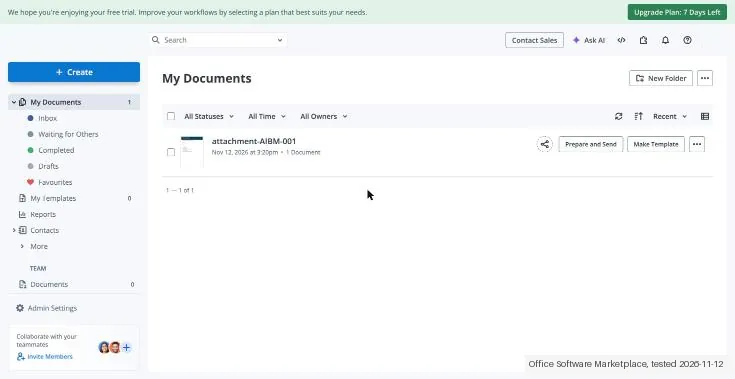 We hope you're enjoying your free trial. Improve your workflows by selecting a plan that best suits your needs.
Upgrade Plan: 7 Days Left
Search
Contact Sales
Ask AI
+ Create
My Documents 1
Inbox
Waiting for Others
Completed
Drafts
Favourites
My Templates 0
Reports
Contacts
More
TEAM
Documents 0
Admin Settings
Collaborate with your
teammates
Invite Members
My Documents
New Folder
All Statuses
All Time
All Owners
Recent
attachment-AIBM-001
Nov 12, 2026 at 3:20pm • 1 Document
Prepare and Send
Make Template
1 — 1 of 1
Office Software Marketplace, tested 2026-11-12